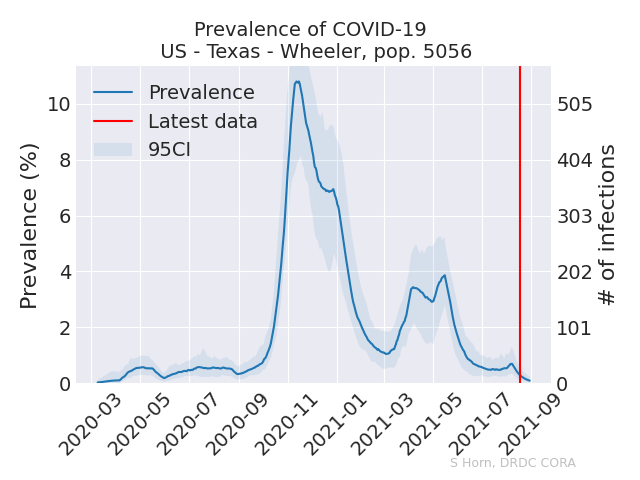 Prevalence of COVID-19
US - Texas - Wheeler, pop. 5056
Prevalence
Latest data
95CI
Prevalence (%)
10
8
6
4
2
0
# of infections
505
404
303
202
101
0
2020-03
2020-05
2020-07
2020-09
2020-11
2021-01
2021-03
2021-05
2021-07
2021-09
S Horn, DRDC CORA